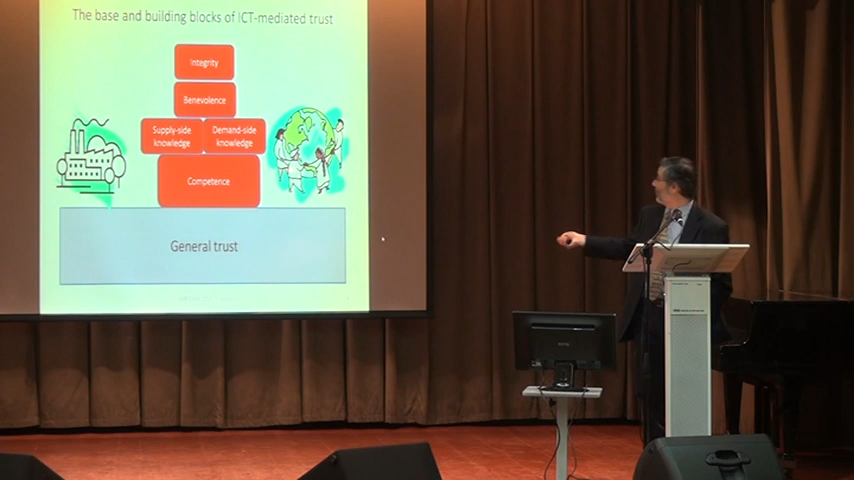 The base and building blocks of ICT-mediated trust
Integrity
Benevolence
Supply-side
knowledge
Demand-side
knowledge
Competence
General trust